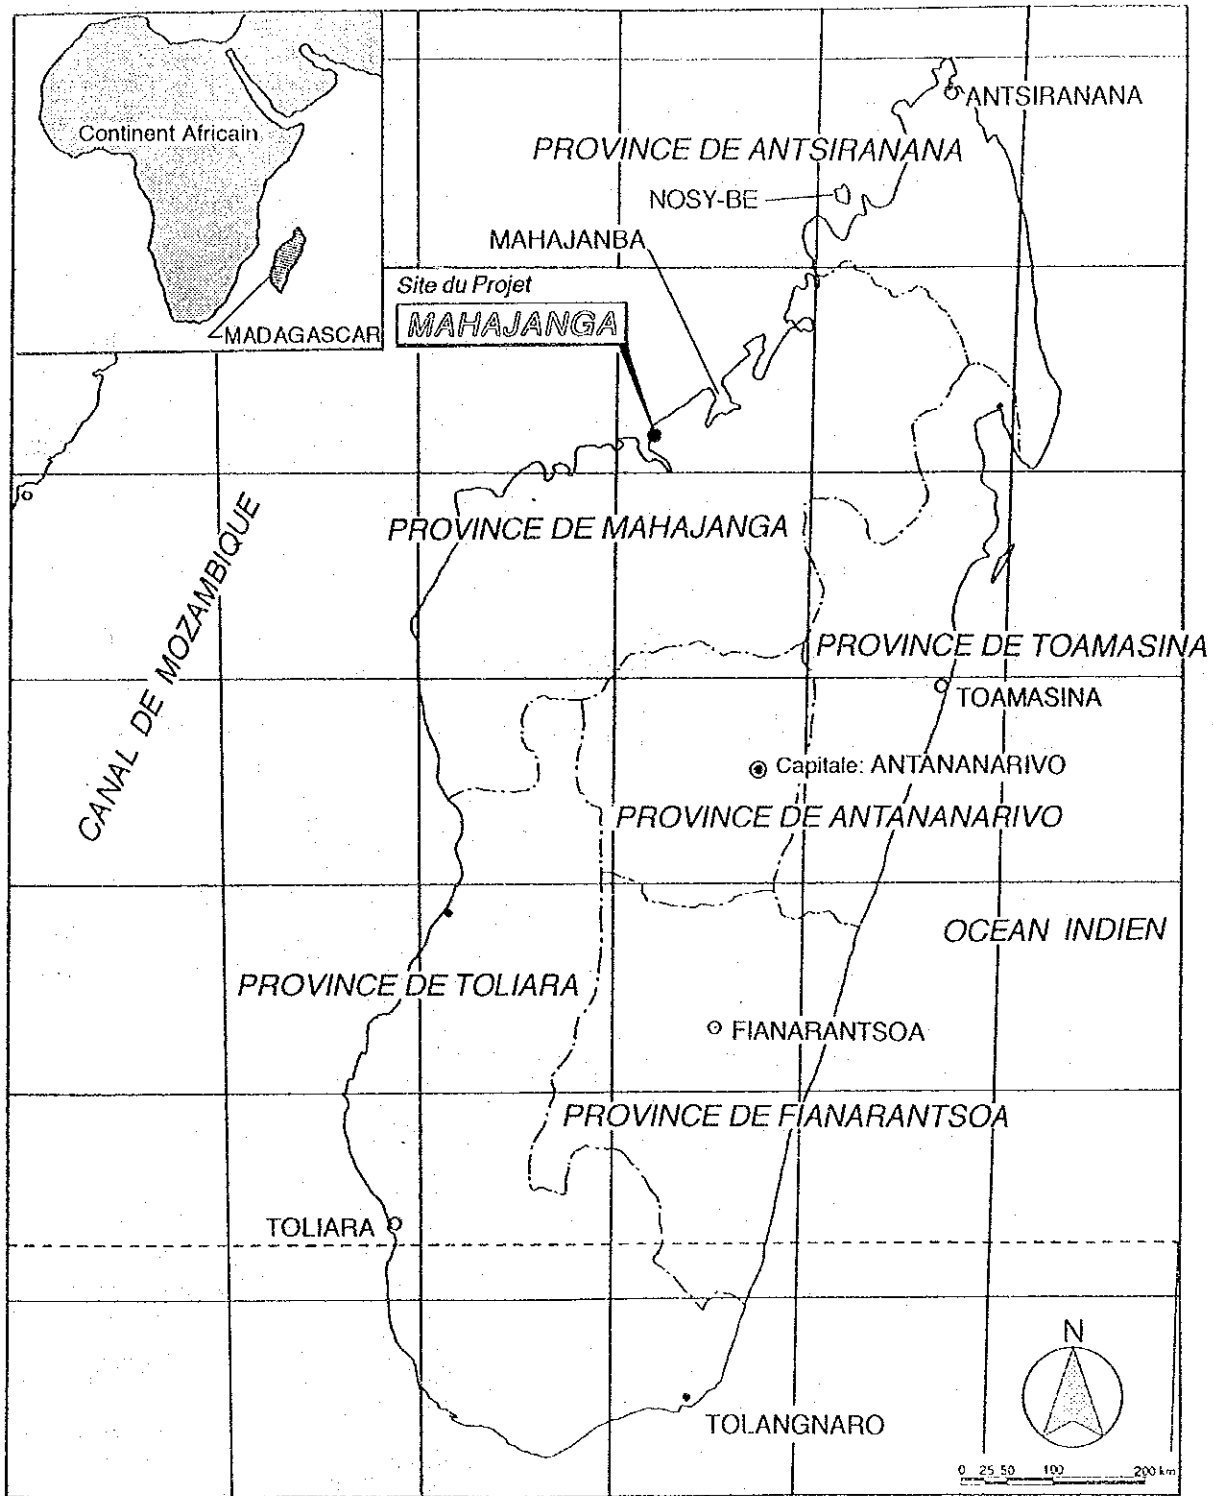 Continent Africain
MADAGASCAR
ANTSIRANANA
PROVINCE DE ANTSIRANANA
NOSY-BE
MAHAJANBA
Site du Projet
MAHAJANGA
PROVINCE DE MAHAJANGA
CANAL DE MOZAMBIQUE
PROVINCE DE TOAMASINA
TOAMASINA
Capitale: ANTANANARIVO
PROVINCE DE ANTANANARIVO
OCEAN INDIEN
PROVINCE DE TOLIARA
FIANARANTSOA
PROVINCE DE FIANARANTSOA
TOLIARA
N
TOLANGNARO
0 25 50 100 200 km